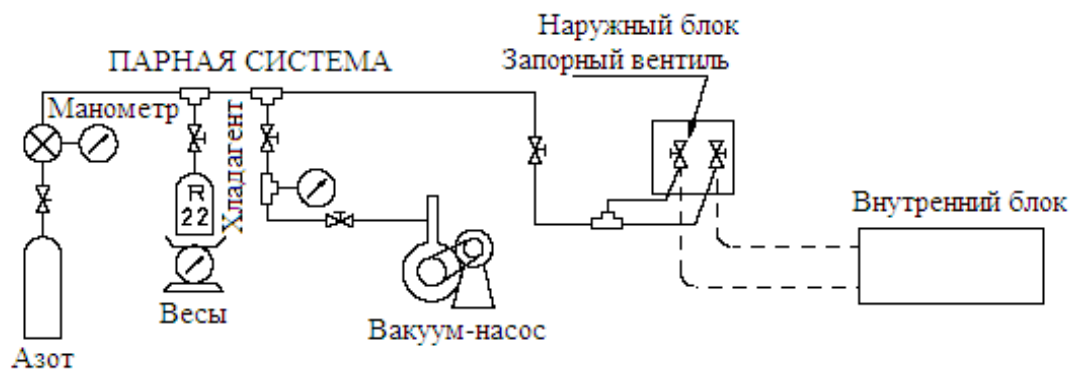 Наружный блок
Запорный вентиль
ПАРНАЯ СИСТЕМА
Манометр
Хладагент
R
22
Внутренний блок
Весы
Вакуум-насос
Азот